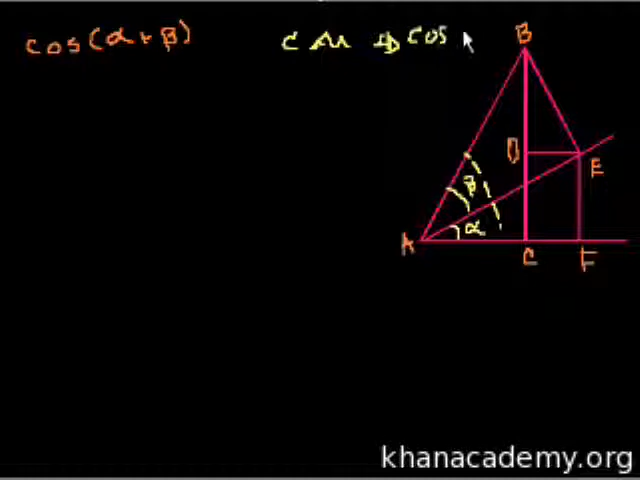 cos(α+β)
cos
B
D
E
β
α
A
C
F
khanacademy.org